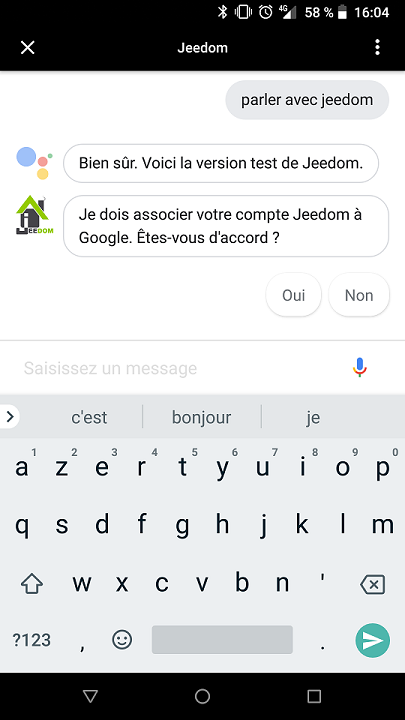 4G 58 % 16:04
Jeedom
parler avec jeedom
Bien sûr. Voici la version test de Jeedom.
JEEDOM
Je dois associer votre compte Jeedom à
Google. Êtes-vous d'accord ?
Oui Non
Saisissez un message
c'est bonjour je
1 2 3 4 5 6 7 8 9 0
a z e r t y u i o p
q s d f g h j k l m
w x c v b n '
?123 , .